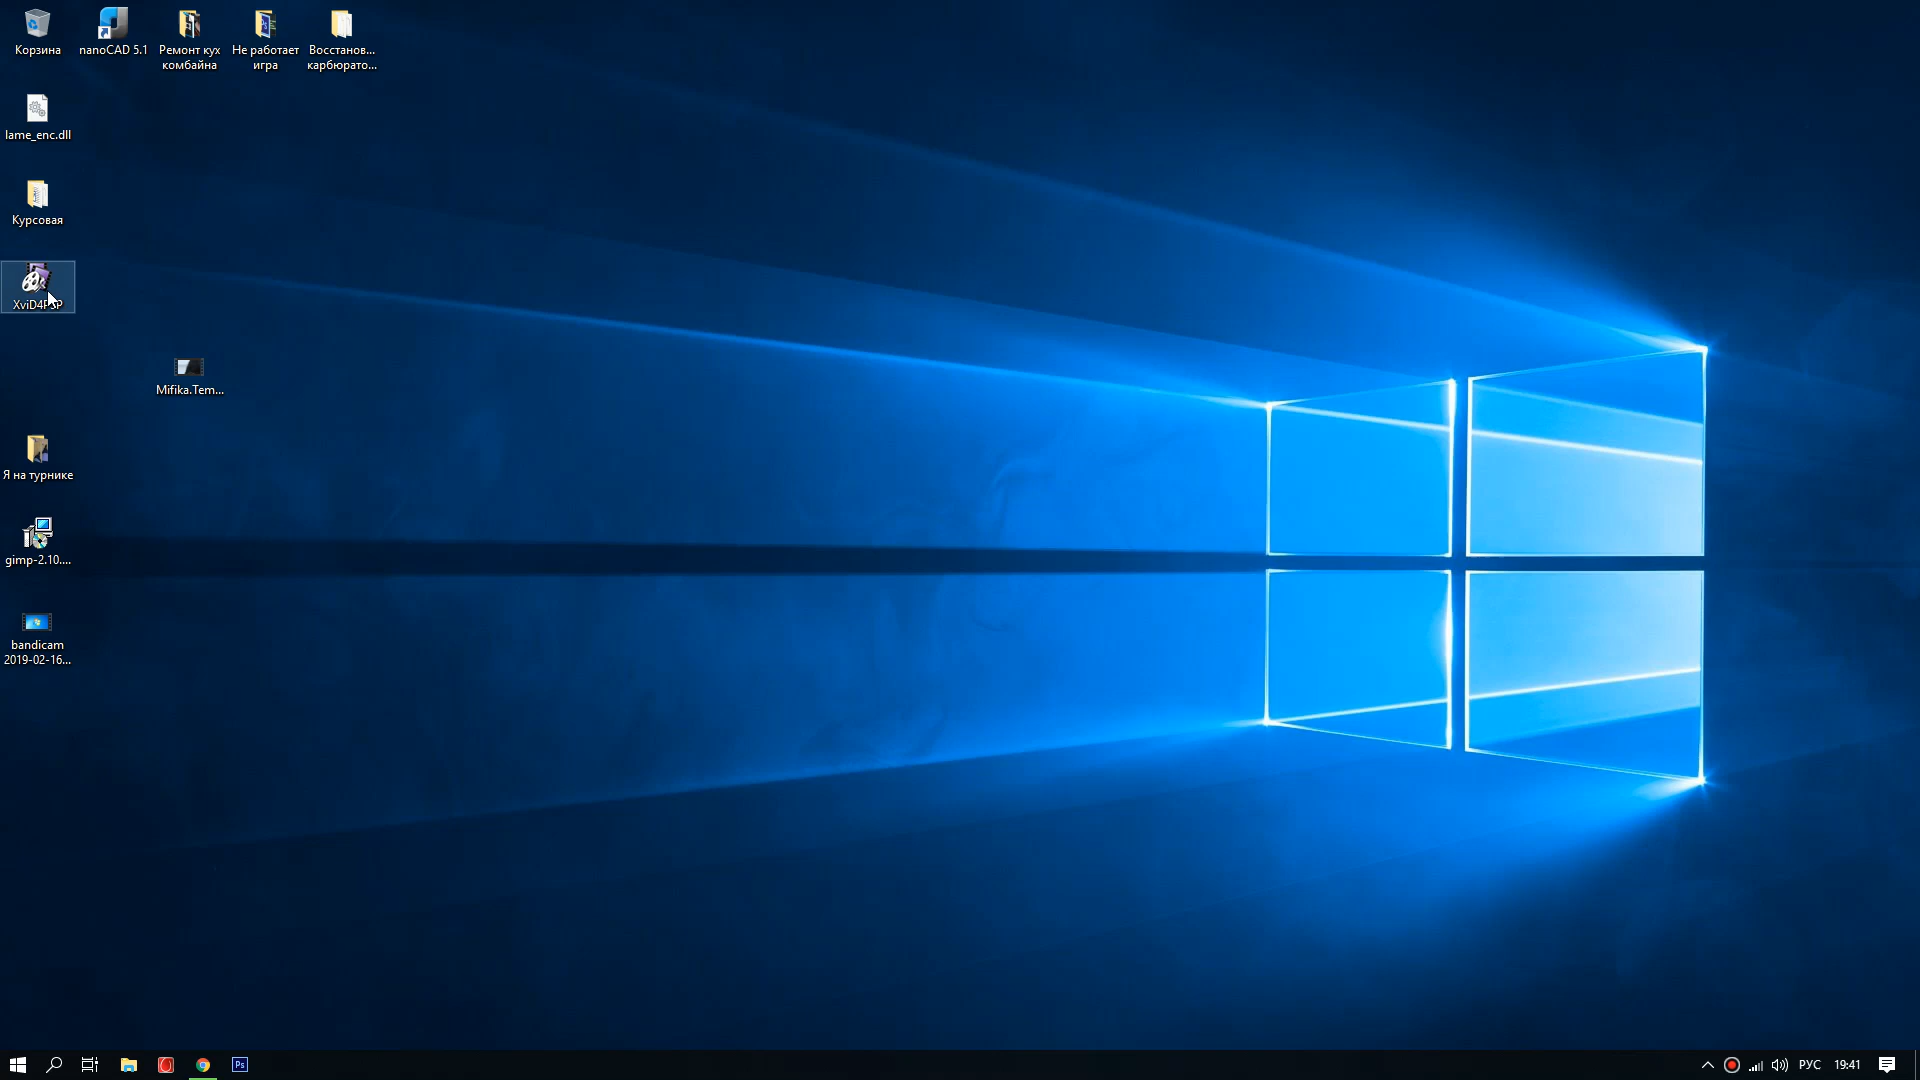 Корзина
nanoCAD 5.1
Ремонт кух
комбайна
Не работает
игра
Восстанов...
карбюрато...
lame_enc.dll
Курсовая
XviD4PSP
Mifika.Tem...
Я на турнике
gimp-2.10....
bandicam
2019-02-16...
Ps
РУС
19:41